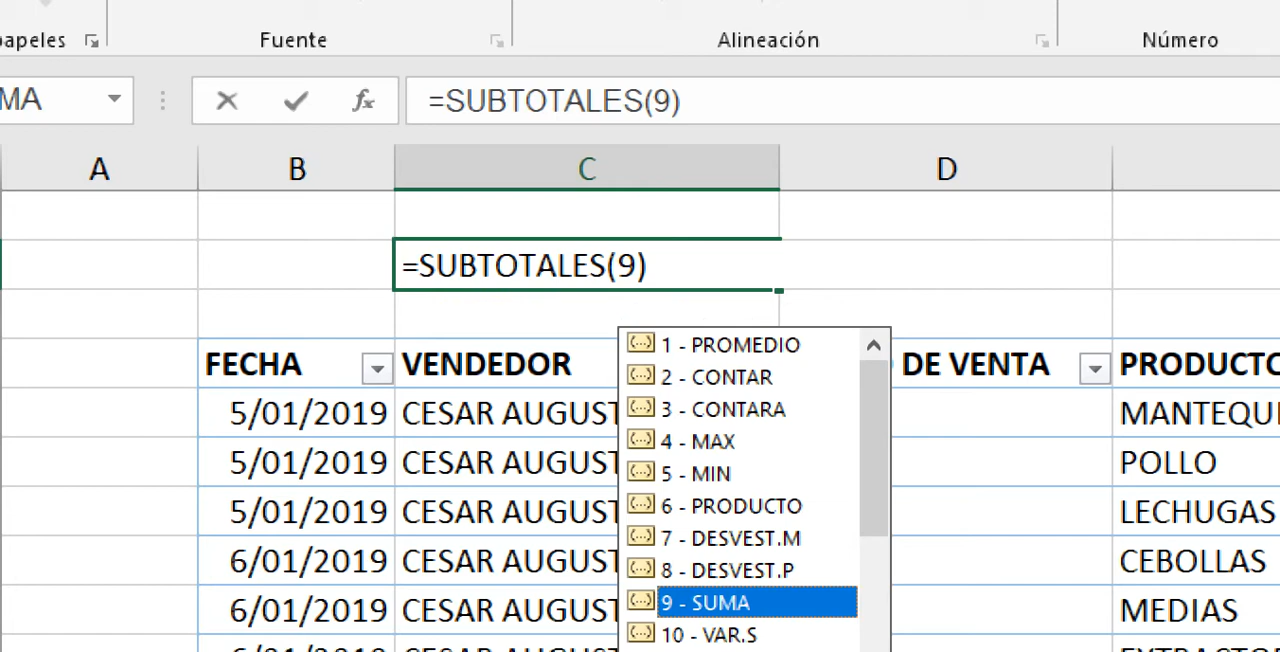 apeles Fuente Alineación Número
MA =SUBTOTALES(9)
A B C D
=SUBTOTALES(9)
FECHA VENDEDOR DE VENTA PRODUCTO
5/01/2019 CESAR AUGUST MANTEQUI
5/01/2019 CESAR AUGUST POLLO
5/01/2019 CESAR AUGUST LECHUGAS
6/01/2019 CESAR AUGUST CEBOLLAS
6/01/2019 CESAR AUGUST MEDIAS
1 - PROMEDIO
2 - CONTAR
3 - CONTARA
4 - MAX
5 - MIN
6 - PRODUCTO
7 - DESVEST.M
8 - DESVEST.P
9 - SUMA
10 - VAR.S